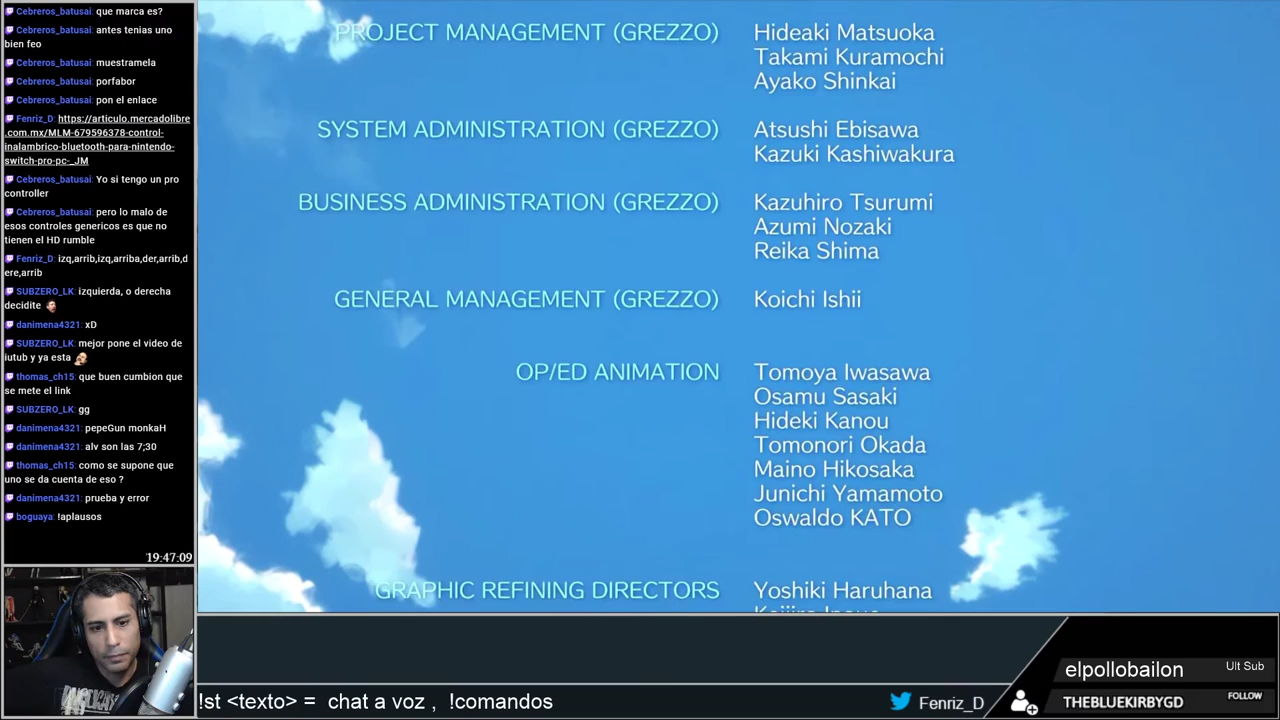 Cebreros_batusai: que marca es?
Cebreros_batusai: antes tenias uno
bien feo
Cebreros_batusai: muestramela
Cebreros_batusai: porfabor
Cebreros_batusai: pon el enlace
Fenriz_D: https://articulo.mercadolibre
.com.mx/MLM-679596378-control-
inalambrico-bluetooth-para-nintendo-
switch-pro-pc-_JM
Cebreros_batusai: Yo si tengo un pro
controller
Cebreros_batusai: pero lo malo de
esos controles genericos es que no
tienen el HD rumble
Fenriz_D: izq,arrib,izq,arriba,der,arrib,d
ere,arrib
SUBZERO_LK: izquierda, o derecha
decidite
danimena4321: xD
SUBZERO_LK: mejor pone el video de
iutub y ya esta
thomas_ch15: que buen cumbion que
se mete el link
SUBZERO_LK: gg
danimena4321: pepeGun monkaH
danimena4321: alv son las 7;30
thomas_ch15: como se supone que
uno se da cuenta de eso ?
danimena4321: prueba y error
boguaya: !aplausos
19:47:09
PROJECT MANAGEMENT (GREZZO) Hideaki Matsuoka
Takami Kuramochi
Ayako Shinkai
SYSTEM ADMINISTRATION (GREZZO) Atsushi Ebisawa
Kazuki Kashiwakura
BUSINESS ADMINISTRATION (GREZZO) Kazuhiro Tsurumi
Azumi Nozaki
Reika Shima
GENERAL MANAGEMENT (GREZZO) Koichi Ishii
OP/ED ANIMATION Tomoya Iwasawa
Osamu Sasaki
Hideki Kanou
Tomonori Okada
Maino Hikosaka
Junichi Yamamoto
Oswaldo KATO
GRAPHIC REFINING DIRECTORS Yoshiki Haruhana
!st <texto> = chat a voz , !comandos
Fenriz_D
elpollobailon Ult Sub
THEBLUEKIRBYGD FOLLOW